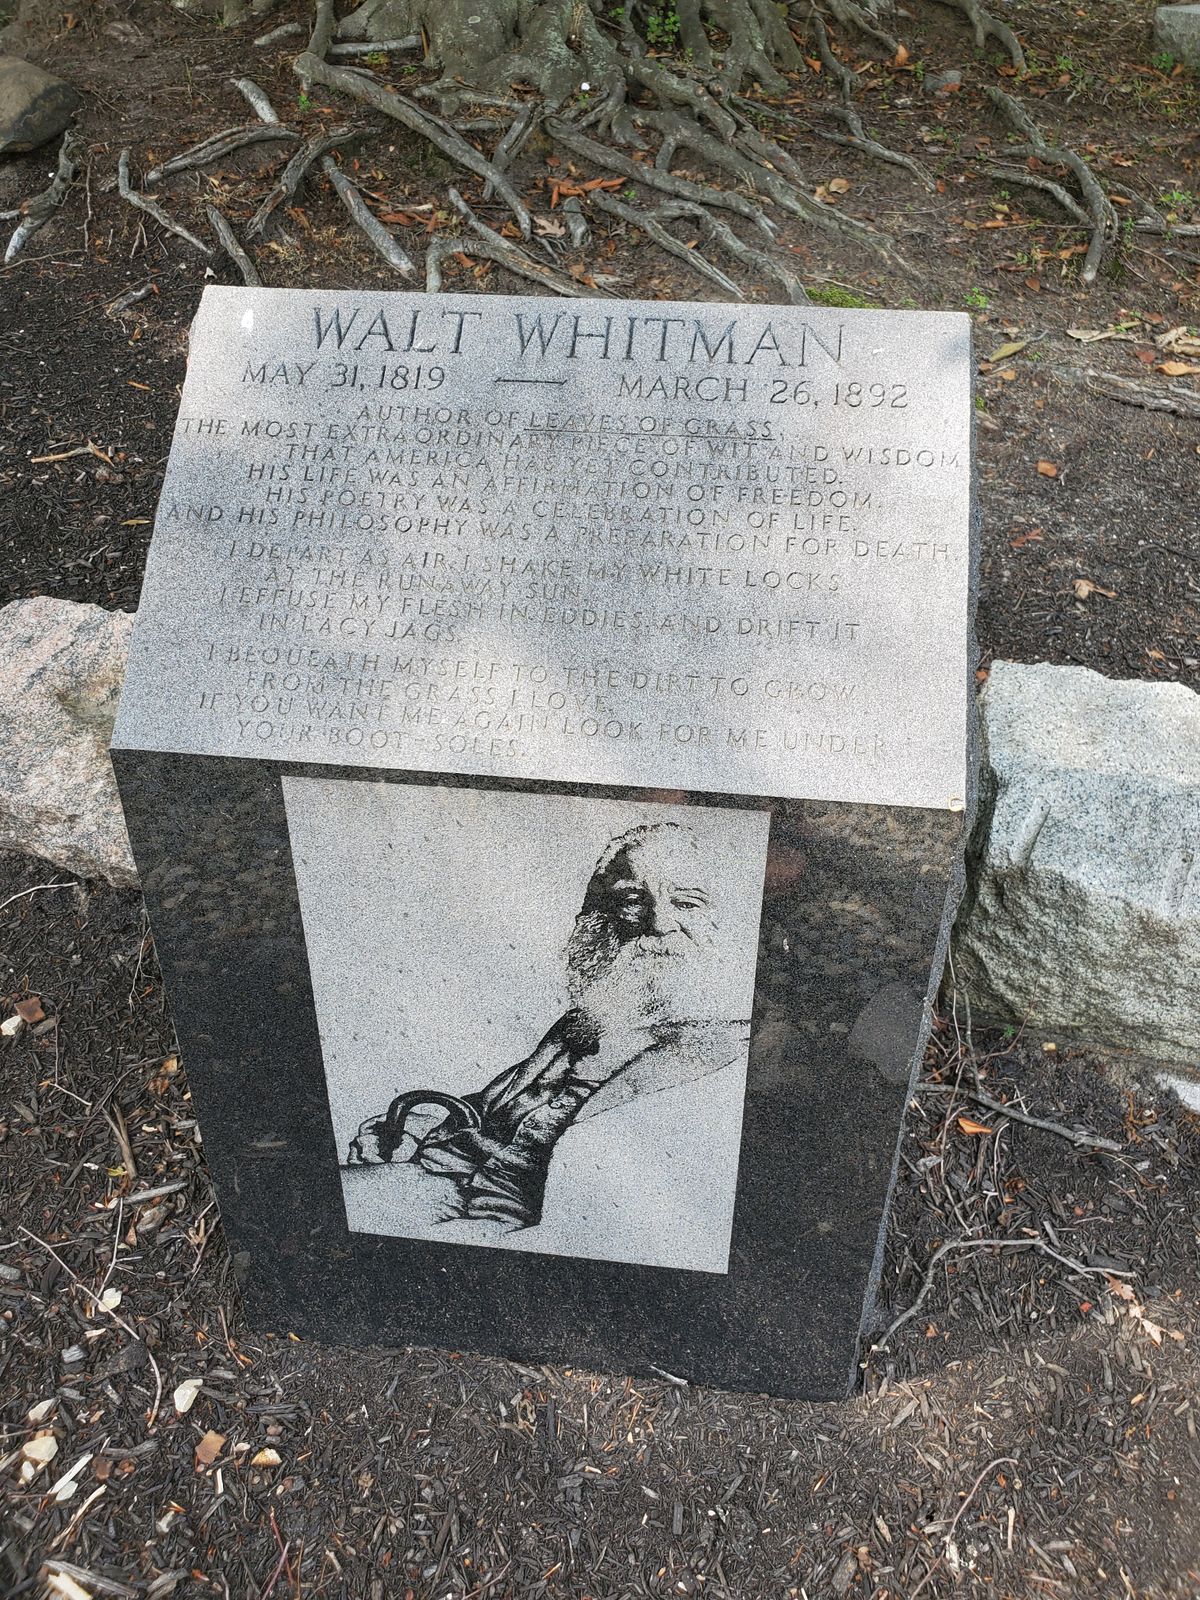 WALT WHITMAN
MAY 31, 1819 — MARCH 26, 1892
AUTHOR OF LEAVES OF GRASS,
THE MOST EXTRAORDINARY PIECE OF WIT AND WISDOM
THAT AMERICA HAS YET CONTRIBUTED.
HIS LIFE WAS AN AFFIRMATION OF FREEDOM,
HIS POETRY WAS A CELEBRATION OF LIFE,
AND HIS PHILOSOPHY WAS A PREPARATION FOR DEATH.
I DEPART AS AIR, I SHAKE MY WHITE LOCKS
AT THE RUNAWAY SUN,
I EFFUSE MY FLESH IN EDDIES, AND DRIFT IT
IN LACY JAGS.
I BEQUEATH MYSELF TO THE DIRT TO GROW
FROM THE GRASS I LOVE,
IF YOU WANT ME AGAIN LOOK FOR ME UNDER
YOUR BOOT-SOLES.